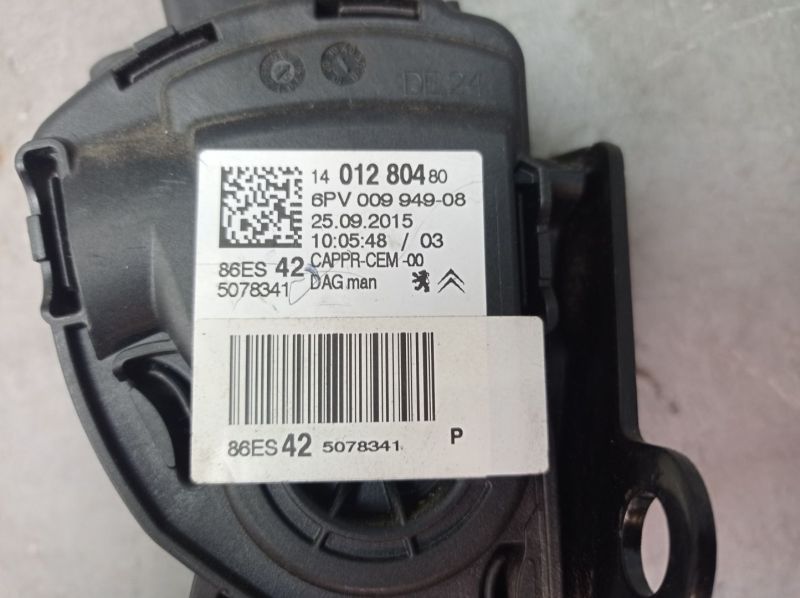 DE 24
14 012 804 80
6PV 009 949-08
25.09.2015
10:05:48 / 03
86ES 42 CAPPR-CEM -00
5078341 DAG man
86ES 42 5078341 P